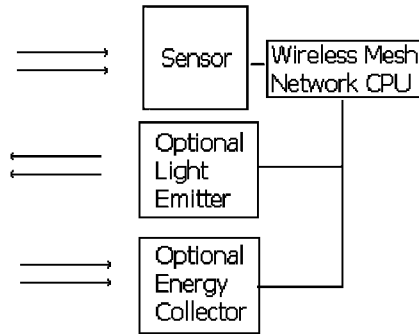 Sensor
Wireless Mesh
Network CPU
Optional
Light
Emitter
Optional
Energy
Collector